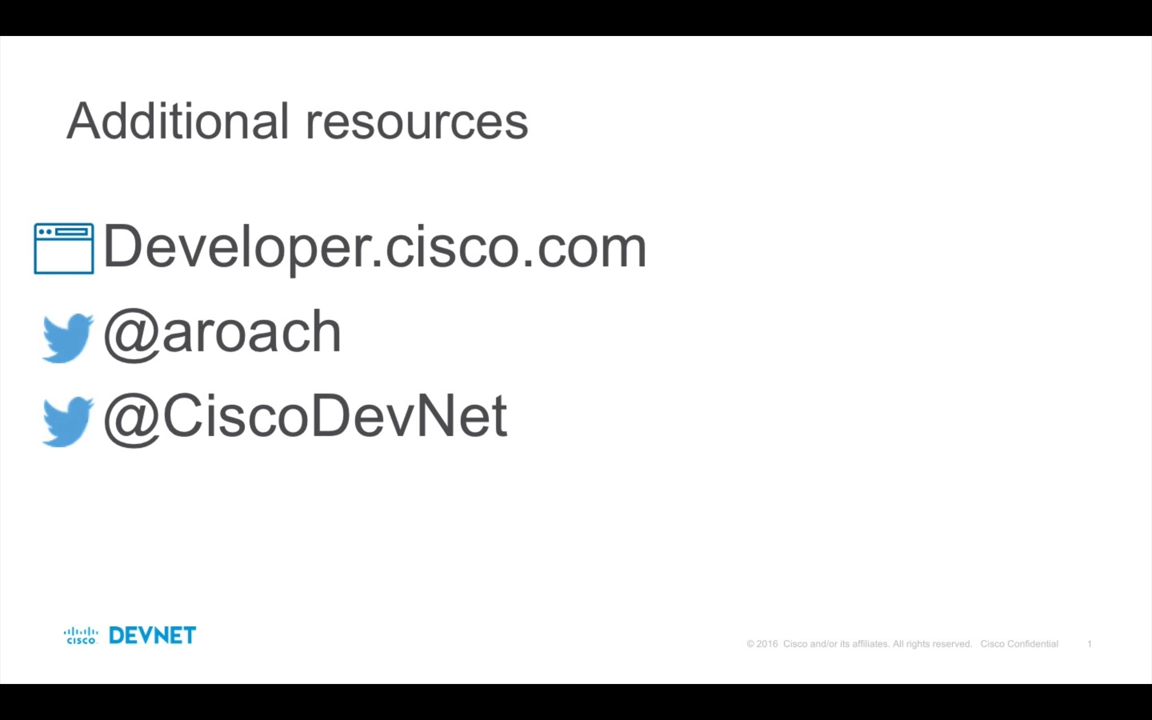 Additional resources
Developer.cisco.com
@aroach
@CiscoDevNet
CISCO DEVNET
© 2016 Cisco and/or its affiliates. All rights reserved. Cisco Confidential 1